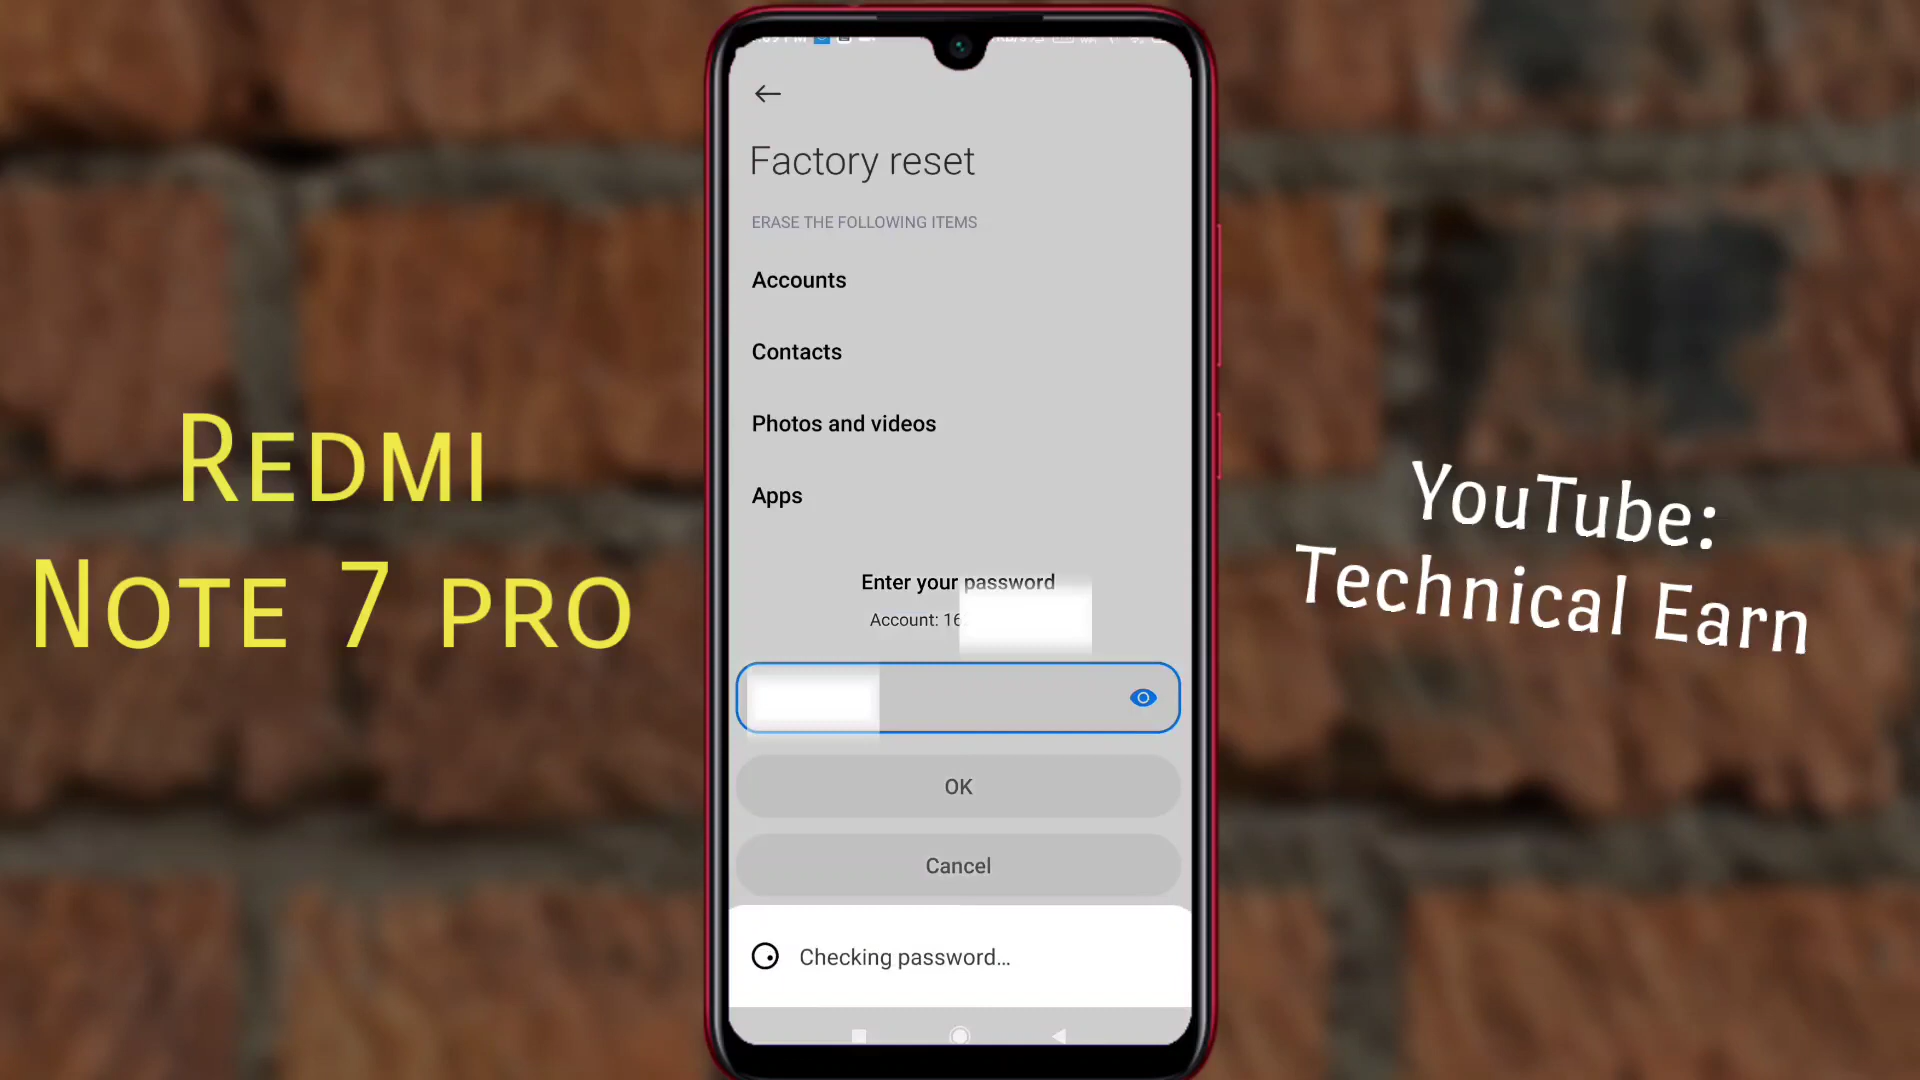 Factory reset
ERASE THE FOLLOWING ITEMS
Accounts
Contacts
Photos and videos
Apps
Enter your password
Account: 16
OK
Cancel
Checking password...
REDMI
NOTE 7 PRO
YouTube:
Technical Earn